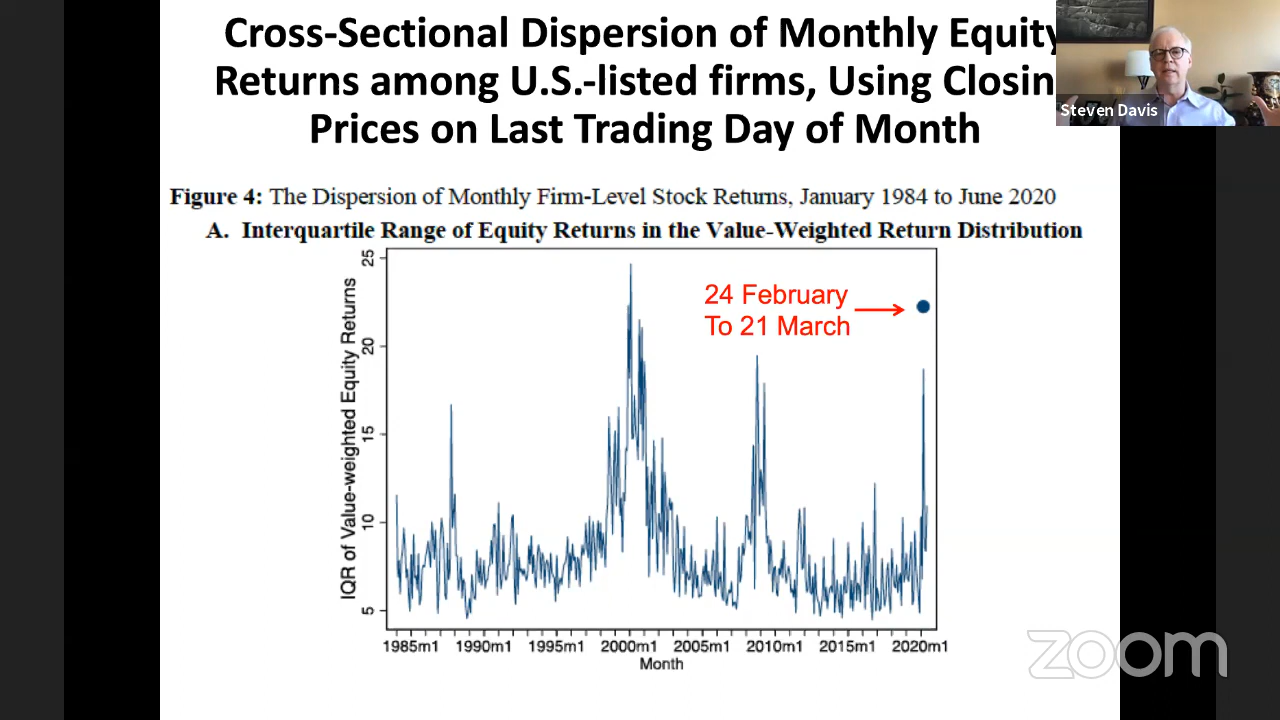 Cross-Sectional Dispersion of Monthly Equity
Returns among U.S.-listed firms, Using Closin
Prices on Last Trading Day of Month
Steven Davis
Figure 4: The Dispersion of Monthly Firm-Level Stock Returns, January 1984 to June 2020
A. Interquartile Range of Equity Returns in the Value-Weighted Return Distribution
IQR of Value-weighted Equity Returns
25
20
15
10
5
24 February
To 21 March
1985m1 1990m1 1995m1 2000m1 2005m1 2010m1 2015m1 2020m1
Month
zoom